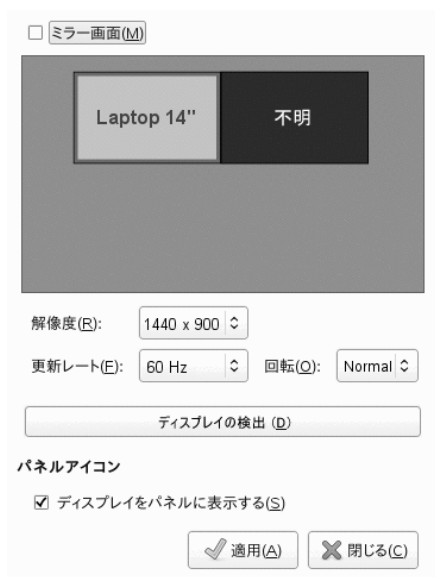 ミラー画面(M)
Laptop 14"
不明
解像度(R): 1440 x 900
更新レート(F): 60 Hz 回転(O): Normal
ディスプレイの検出 (D)
パネルアイコン
ディスプレイをパネルに表示する(S)
適用(A) 閉じる(C)